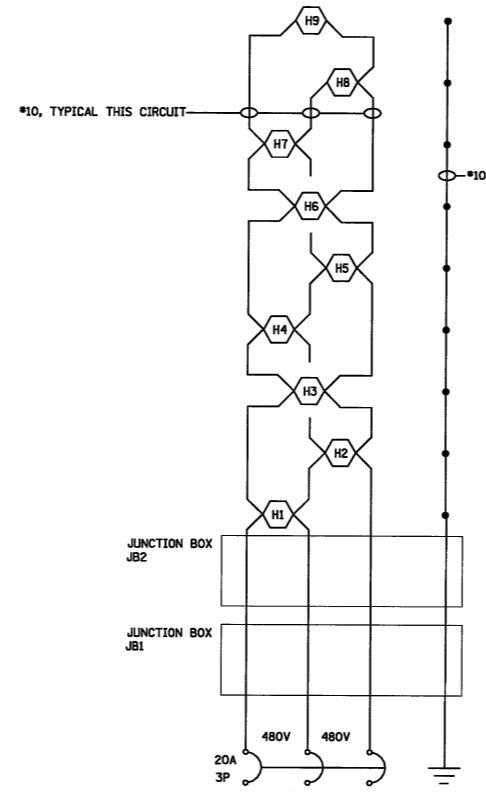 H9
H8
*10, TYPICAL THIS CIRCUIT
H7
*10
H6
H5
H4
H3
H2
H1
JUNCTION BOX
JB2
JUNCTION BOX
JB1
480V 480V
20A
3P